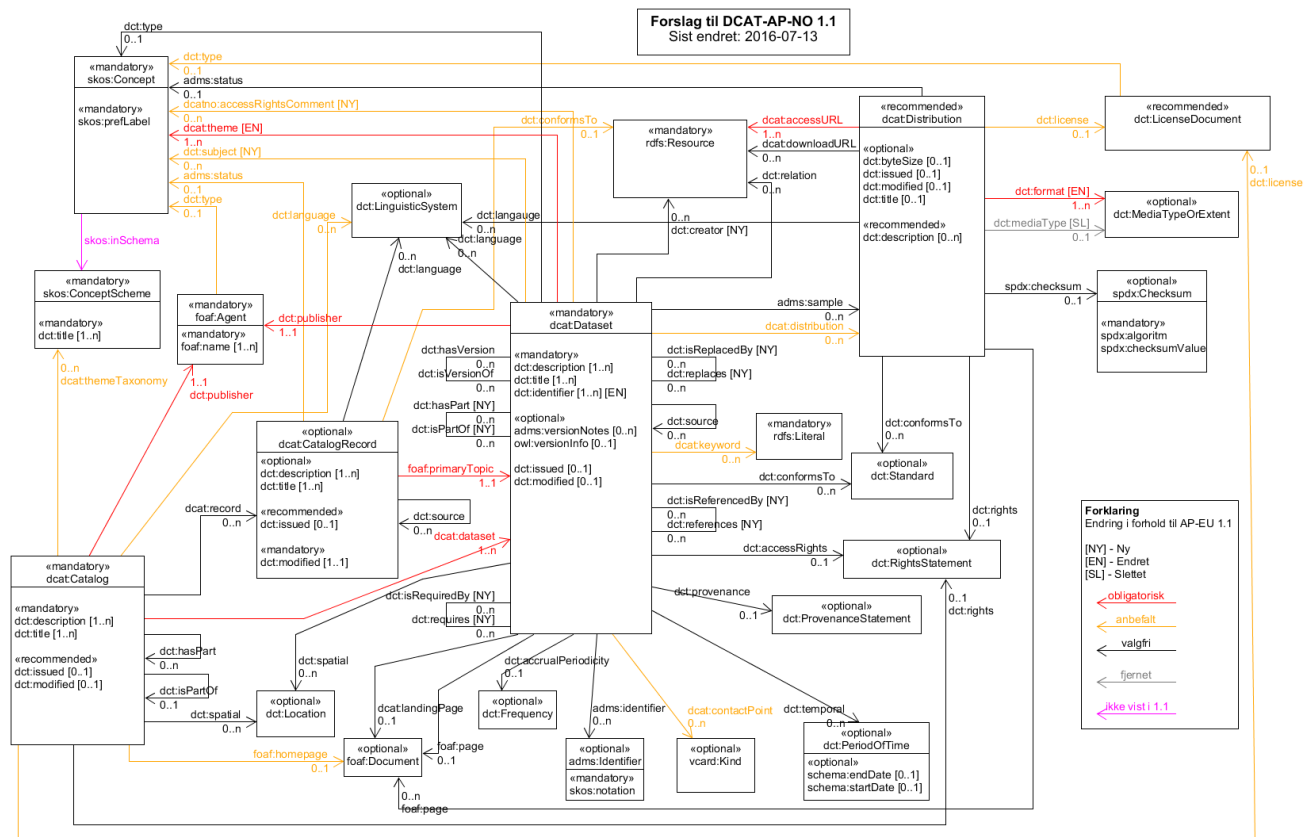 Forslag til DCAT-AP-NO 1.1
Sist endret: 2016-07-13
dct:type
0..1
«mandatory»
skos:Concept
«mandatory»
skos:prefLabel
dct:type
0..1
adms:status
0..1
dcatno:accessRightsComment [NY]
0..n
dcat:theme [EN]
1..n
dct:subject [NY]
0..n
adms:status
0..1
dct:type
0..1
dct:conformsTo
0..1
«mandatory»
rdfs:Resource
dcat:accessURL
1..n
dcat:downloadURL
0..n
dct:relation
0..n
0..n
dct:creator [NY]
«recommended»
dcat:Distribution
«optional»
dct:byteSize [0..1]
dct:issued [0..1]
dct:modified [0..1]
dct:title [0..1]
«recommended»
dct:description [0..n]
dct:license
0..1
«recommended»
dct:LicenseDocument
0..1
dct:license
dct:format [EN]
1..n
dct:mediaType [SL]
0..1
«optional»
dct:MediaTypeOrExtent
«optional»
dct:LinguisticSystem
dct:language
0..n
dct:langauge
0..n
dct:language
0..n
dct:language
skos:inSchema
«mandatory»
skos:ConceptScheme
«mandatory»
dct:title [1..n]
«mandatory»
foaf:Agent
«mandatory»
foaf:name [1..n]
dct:publisher
1..1
0..n
dcat:themeTaxonomy
1..1
dct:publisher
spdx:checksum
0..1
«optional»
spdx:Checksum
«mandatory»
spdx:algoritm
spdx:checksumValue
adms:sample
0..n
dcat:distribution
0..n
«mandatory»
dcat:Dataset
«mandatory»
dct:description [1..n]
dct:title [1..n]
dct:identifier [1..n] [EN]
«optional»
adms:versionNotes [0..n]
owl:versionInfo [0..1]
dct:issued [0..1]
dct:modified [0..1]
dct:hasVersion
0..n
dct:isVersionOf
0..n
dct:hasPart [NY]
0..n
dct:isPartOf [NY]
0..n
dct:isReplacedBy [NY]
0..n
dct:replaces [NY]
0..n
dct:source
0..n
dcat:keyword
0..n
«mandatory»
rdfs:Literal
dct:conformsTo
0..n
dct:conformsTo
0..n
«optional»
dct:Standard
dct:isReferencedBy [NY]
0..n
dct:references [NY]
0..n
dct:accessRights
0..1
dct:rights
0..1
«optional»
dct:RightsStatement
0..1
dct:rights
dct:provenance
0..1
«optional»
dct:ProvenanceStatement
«optional»
dcat:CatalogRecord
«optional»
dct:description [1..n]
dct:title [1..n]
«recommended»
dct:issued [0..1]
«mandatory»
dct:modified [1..1]
foaf:primaryTopic
1..1
dct:source
0..n
dcat:dataset
1..n
dcat:record
0..n
«mandatory»
dcat:Catalog
«mandatory»
dct:description [1..n]
dct:title [1..n]
«recommended»
dct:issued [0..1]
dct:modified [0..1]
dct:hasPart
0..n
dct:isPartOf
0..1
dct:spatial
0..n
foaf:homepage
0..1
dct:isRequiredBy [NY]
0..n
dct:requires [NY]
0..n
dct:spatial
0..n
«optional»
dct:Location
dcat:landingPage
0..1
foaf:page
0..1
«optional»
foaf:Document
0..n
foaf:page
dct:accrualPeriodicity
0..1
«optional»
dct:Frequency
adms:identifier
0..n
«optional»
adms:Identifier
«mandatory»
skos:notation
dcat:contactPoint
0..n
«optional»
vcard:Kind
dct:temporal
0..n
«optional»
dct:PeriodOfTime
«optional»
schema:endDate [0..1]
schema:startDate [0..1]
Forklaring
Endring i forhold til AP-EU 1.1
[NY] - Ny
[EN] - Endret
[SL] - Slettet
obligatorisk
anbefalt
valgfri
fjernet
ikke vist i 1.1